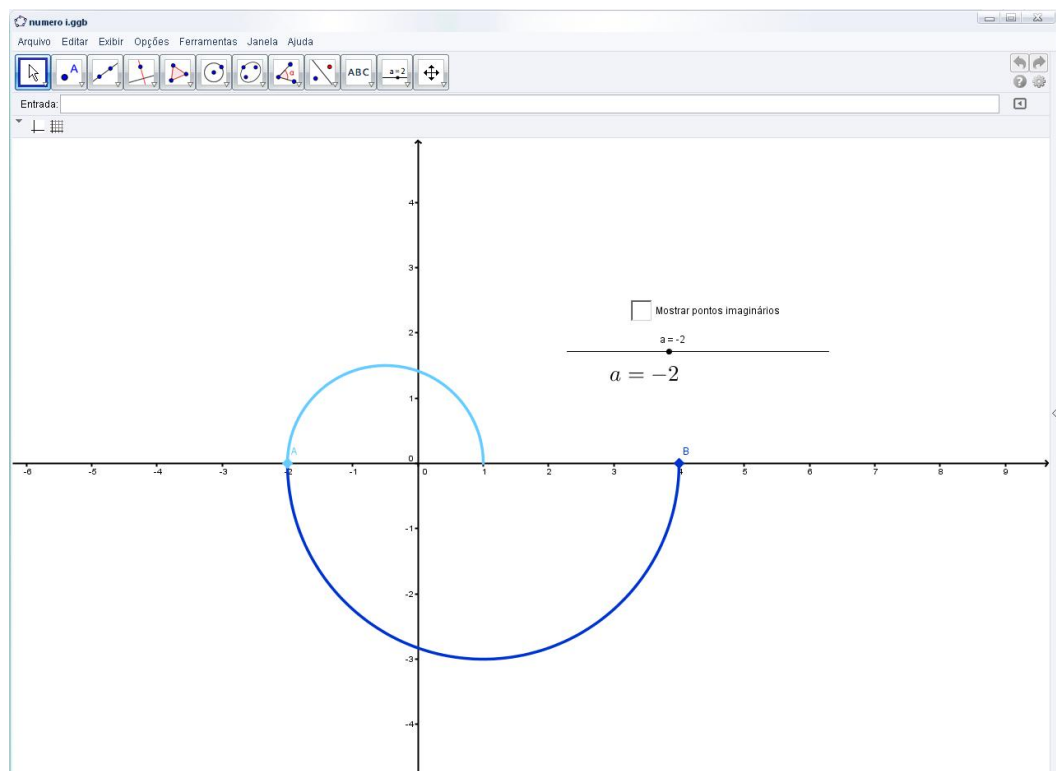 numero i.ggb
Arquivo Editar Exibir Opções Ferramentas Janela Ajuda
A α ABC a=2
Entrada:
4
3
Mostrar pontos imaginários
2
a = -2
a = −2
1
A B
0
-6 -5 -4 -3 -2 -1 0 1 2 3 4 5 6 7 8 9
-1
-2
-3
-4